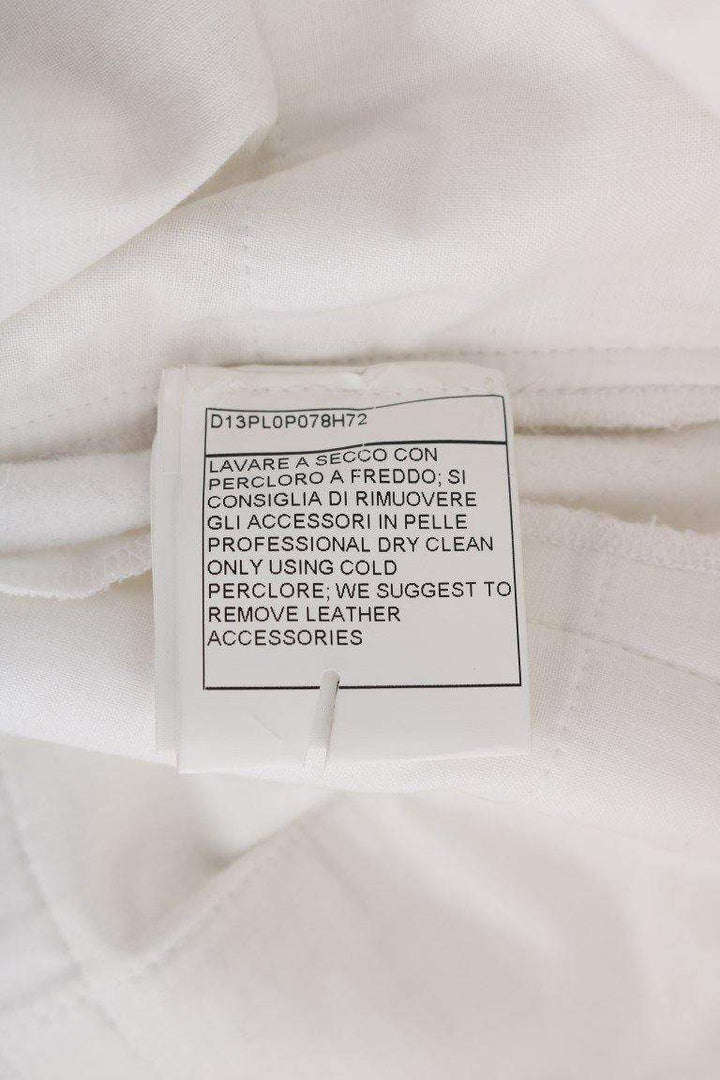 D13PL0P078H72
LAVARE A SECCO CON
PERCLORO A FREDDO; SI
CONSIGLIA DI RIMUOVERE
GLI ACCESSORI IN PELLE
PROFESSIONAL DRY CLEAN
ONLY USING COLD
PERCLORE; WE SUGGEST TO
REMOVE LEATHER
ACCESSORIES